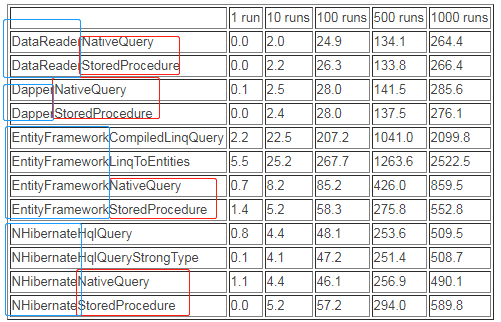 1 run 10 runs 100 runs 500 runs 1000 runs
DataReaderNativeQuery 0.0 2.0 24.9 134.1 264.4
DataReaderStoredProcedure 0.0 2.2 26.3 133.8 266.4
DapperNativeQuery 0.1 2.5 28.0 141.5 285.6
DapperStoredProcedure 0.0 2.4 28.0 137.5 276.1
EntityFrameworkCompiledLinqQuery 2.2 22.5 207.2 1041.0 2099.8
EntityFrameworkLinqToEntities 5.5 25.2 267.7 1263.6 2522.5
EntityFrameworkNativeQuery 0.7 8.2 85.2 426.0 859.5
EntityFrameworkStoredProcedure 1.4 5.2 58.3 275.8 552.8
NHibernateHqlQuery 0.8 4.4 48.1 253.6 509.5
NHibernateHqlQueryStrongType 0.1 4.1 47.2 251.4 508.7
NHibernateNativeQuery 1.1 4.4 46.1 256.9 490.1
NHibernateStoredProcedure 0.0 5.2 57.2 294.0 589.8